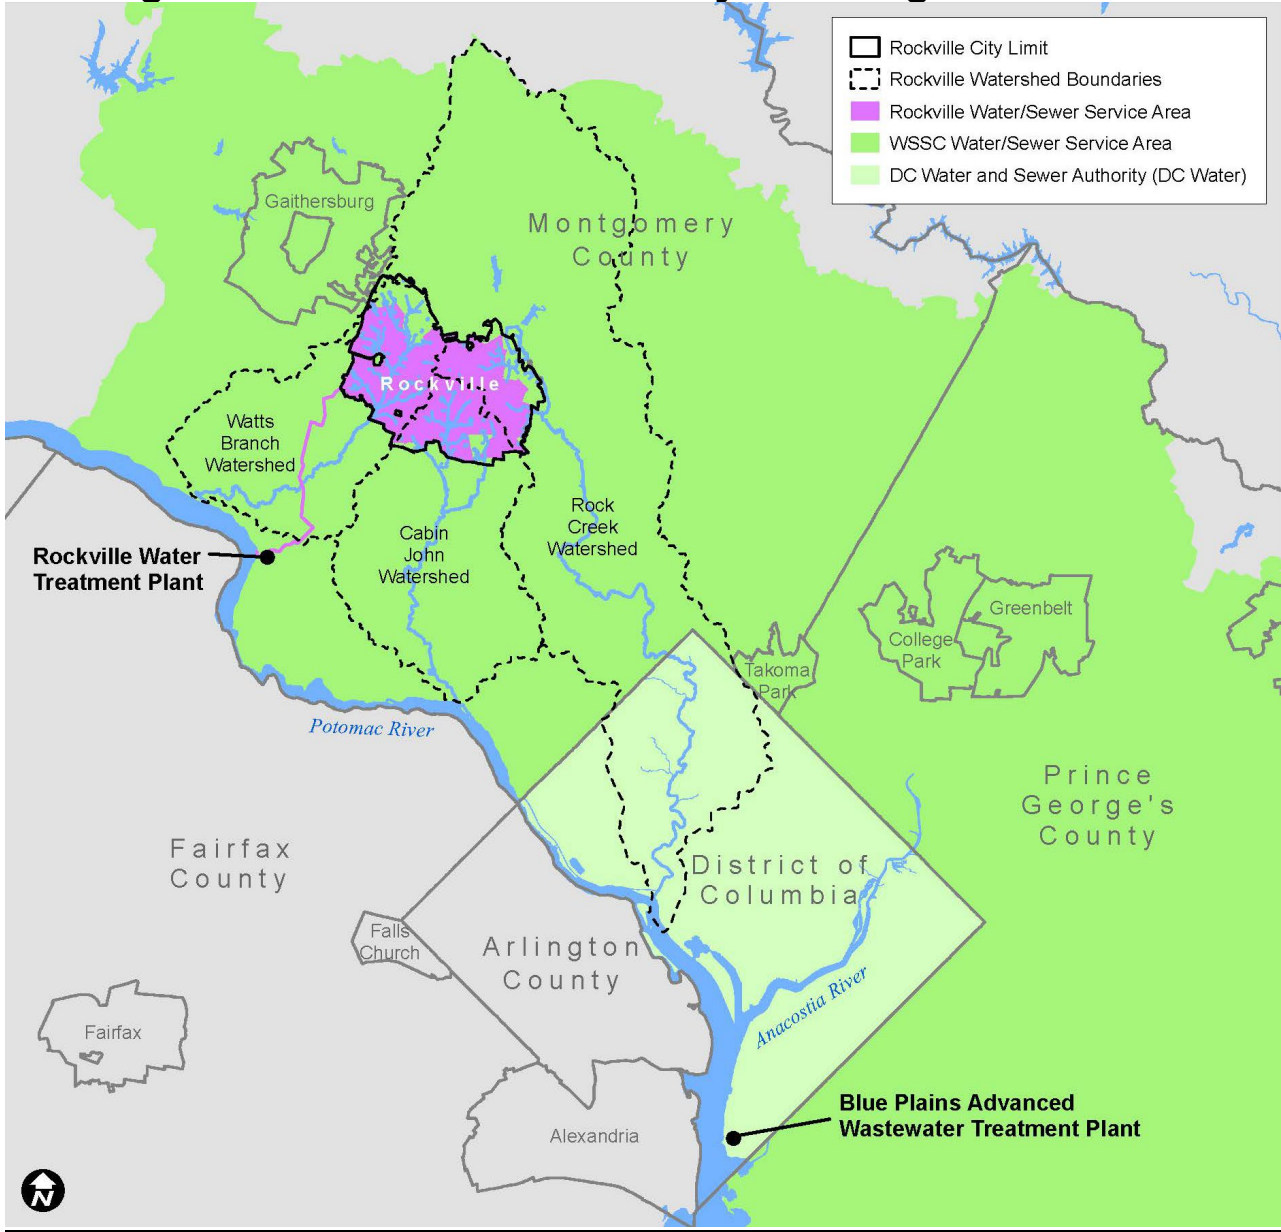 Rockville City Limit
Rockville Watershed Boundaries
Rockville Water/Sewer Service Area
WSSC Water/Sewer Service Area
DC Water and Sewer Authority (DC Water)
Gaithersburg
Montgomery
County
Rockville
Watts
Branch
Watershed
Rock
Creek
Watershed
Cabin
John
Watershed
Rockville Water
Treatment Plant
Greenbelt
College
Park
Takoma
Park
Potomac River
Prince
George's
County
Fairfax
County
District of
Columbia
Falls
Church
Arlington
County
Anacostia River
Fairfax
Blue Plains Advanced
Wastewater Treatment Plant
Alexandria
N